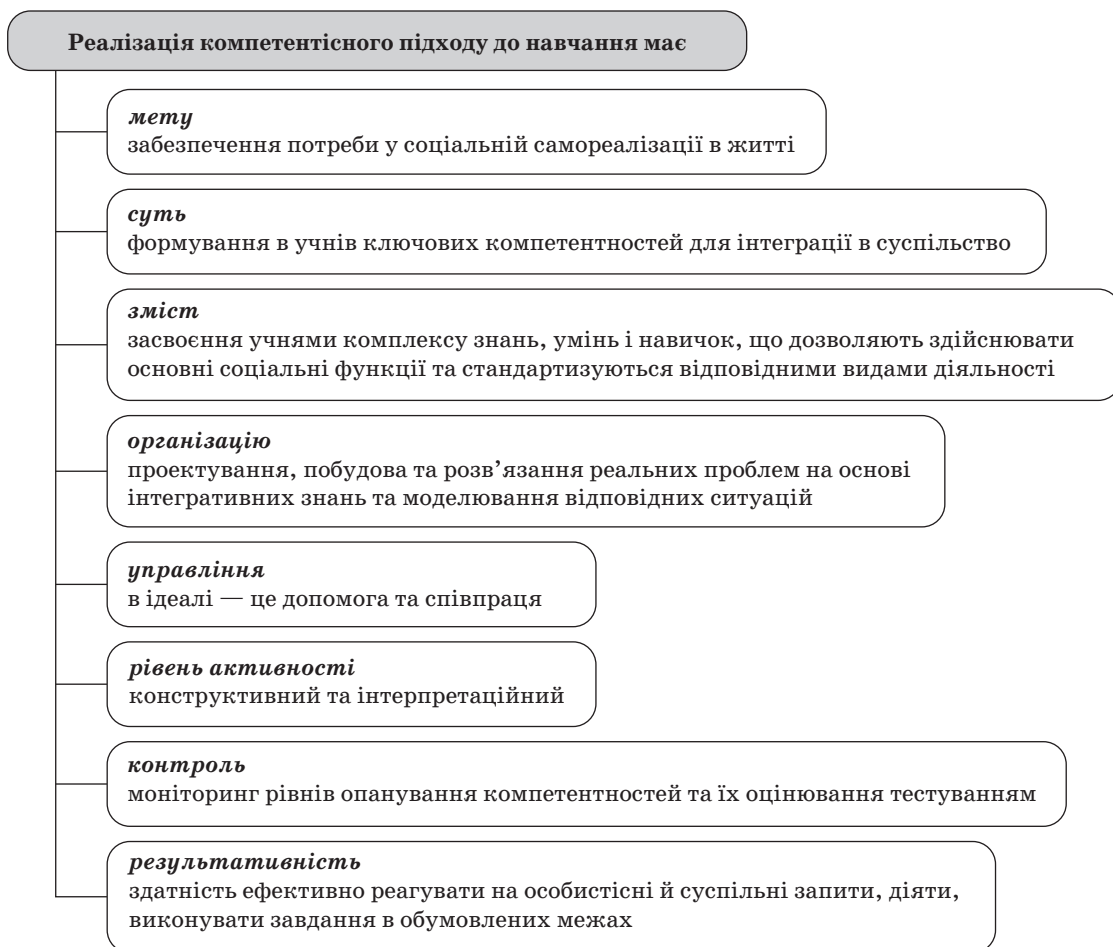 Реалізація компетентісного підходу до навчання має
мету
забезпечення потреби у соціальній самореалізації в житті
суть
формування в учнів ключових компетентностей для інтеграції в суспільство
зміст
засвоєння учнями комплексу знань, умінь і навичок, що дозволяють здійснювати
основні соціальні функції та стандартизуються відповідними видами діяльності
організацію
проектування, побудова та розв’язання реальних проблем на основі
інтегративних знань та моделювання відповідних ситуацій
управління
в ідеалі — це допомога та співпраця
рівень активності
конструктивний та інтерпретаційний
контроль
моніторинг рівнів опанування компетентностей та їх оцінювання тестуванням
результативність
здатність ефективно реагувати на особистісні й суспільні запити, діяти,
виконувати завдання в обумовлених межах